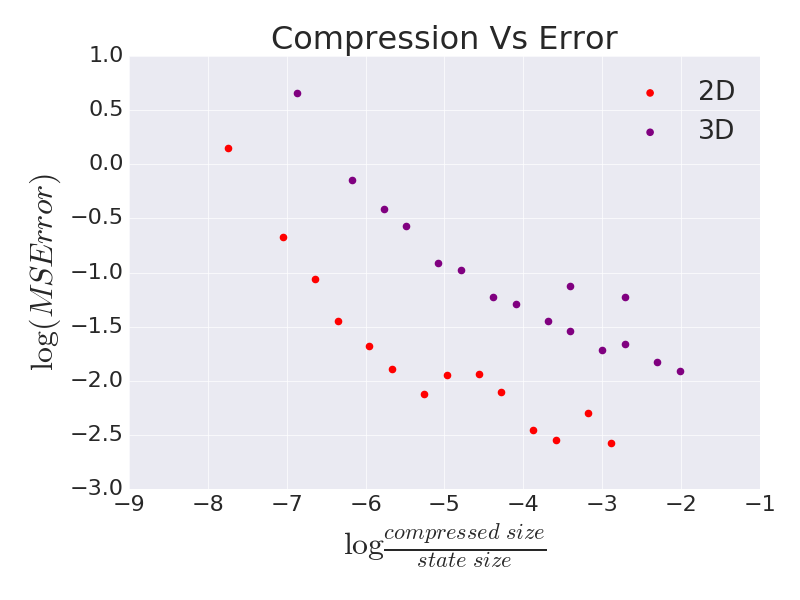 Compression Vs Error
1.0
0.5
0.0
−0.5
−1.0
−1.5
−2.0
−2.5
−3.0
log(MSError)
2D
3D
−9 −8 −7 −6 −5 −4 −3 −2 −1
log compressed size
state size